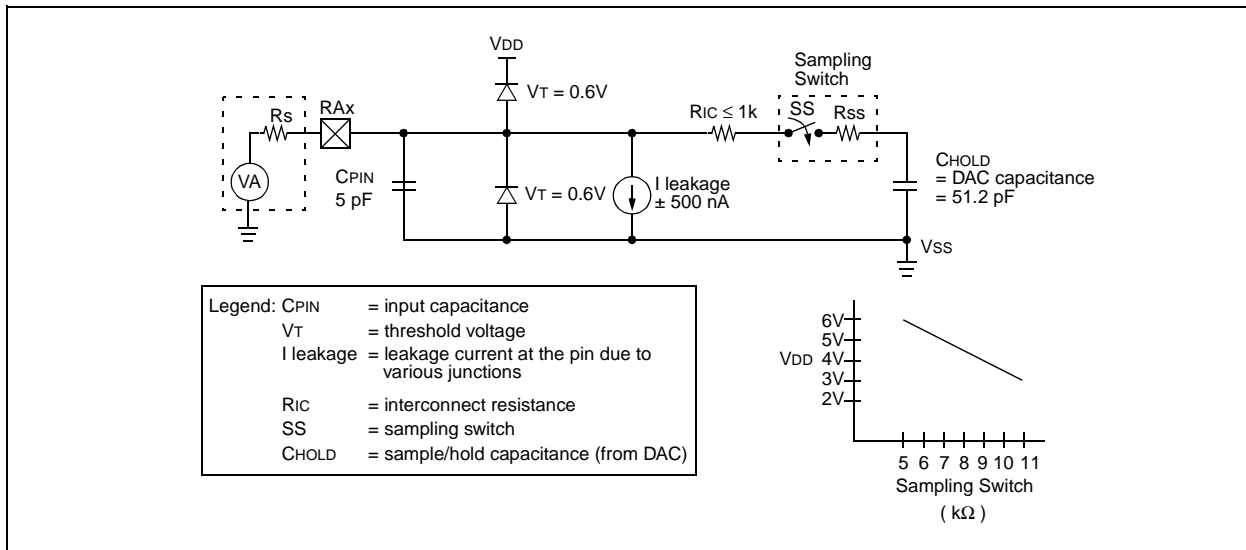 VDD
Sampling
Switch
VT = 0.6V
Rs
RAx
RIC ≤ 1k
SS
RSS
VA
CPIN
5 pF
VT = 0.6V
I leakage
± 500 nA
CHOLD
= DAC capacitance
= 51.2 pF
VSS
Legend: CPIN = input capacitance
VT = threshold voltage
I leakage = leakage current at the pin due to
various junctions
RIC = interconnect resistance
SS = sampling switch
CHOLD = sample/hold capacitance (from DAC)
6V
5V
VDD 4V
3V
2V
5 6 7 8 9 10 11
Sampling Switch
( kΩ )